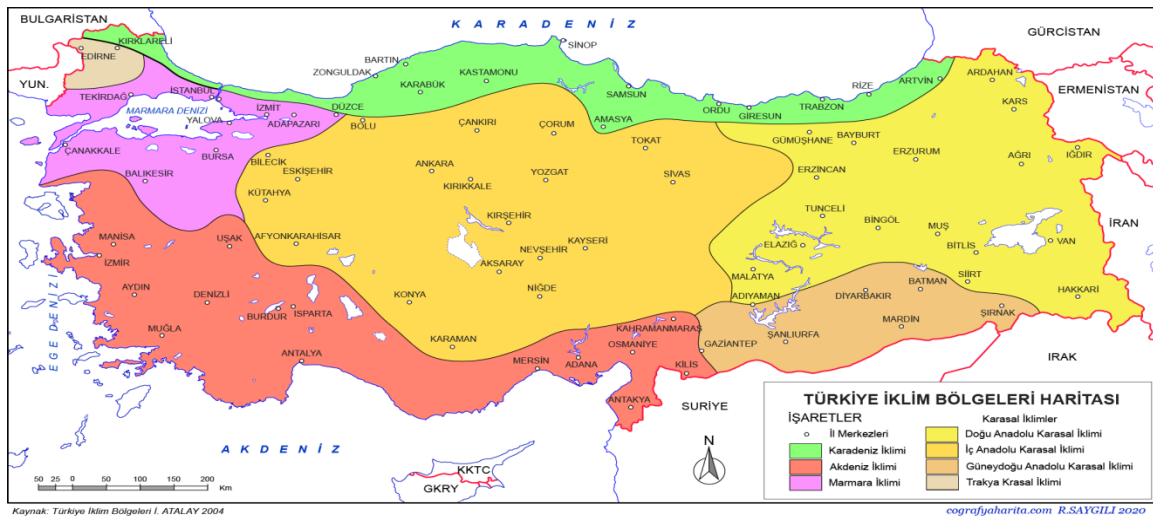 BULGARİSTAN
K A R A D E N İ Z
GÜRCİSTAN
KIRKLARELİ
EDİRNE
SİNOP
BARTIN
ZONGULDAK
KASTAMONU
KARABÜK
ARTVİN
ARDAHAN
YUN.
TEKİRDAĞ
İSTANBUL
SAMSUN
RİZE
TRABZON
ORDU
GİRESUN
KARS
ERMENİSTAN
MARMARA DENIZI
YALOVA
İZMİT
ADAPAZARI
DÜZCE
BOLU
ÇANKIRI
ÇORUM
AMASYA
TOKAT
GÜMÜŞHANE
BAYBURT
ÇANAKKALE
BURSA
BİLECİK
ESKİŞEHİR
ANKARA
KIRIKKALE
YOZGAT
SİVAS
ERZİNCAN
ERZURUM
AĞRI
IĞDIR
BALIKESİR
KÜTAHYA
KIRŞEHİR
TUNCELİ
BİNGÖL
MUŞ
BİTLİS
VAN
İRAN
MANİSA
UŞAK
AFYONKARAHİSAR
NEVŞEHİR
KAYSERİ
ELAZIĞ
İZMİR
AKSARAY
MALATYA
SİİRT
BATMAN
HAKKARİ
AYDIN
DENİZLİ
BURDUR
ISPARTA
KONYA
NİĞDE
ADIYAMAN
DİYARBAKIR
ŞIRNAK
MARDİN
E G E D E N İ Z İ
MUĞLA
ANTALYA
KARAMAN
KAHRAMANMARAS
OSMANİYE
GAZİANTEP
ŞANLIURFA
MERSİN
ADANA
KİLİS
ANTAKYA
IRAK
SURİYE
A K D E N İ Z
KKTC
GKRY
N
50 25 0 50 100 150 200
Km
TÜRKİYE İKLİM BÖLGELERİ HARİTASI
İŞARETLER
İl Merkezleri
Karadeniz İklimi
Akdeniz İklimi
Marmara İklimi
Karasal İklimler
Doğu Anadolu Karasal İklimi
İç Anadolu Karasal İklimi
Güneydoğu Anadolu Karasal İklimi
Trakya Krasal İklimi
Kaynak: Türkiye İklim Bölgeleri İ. ATALAY 2004
cografyaharita.com R.SAYGILI 2020